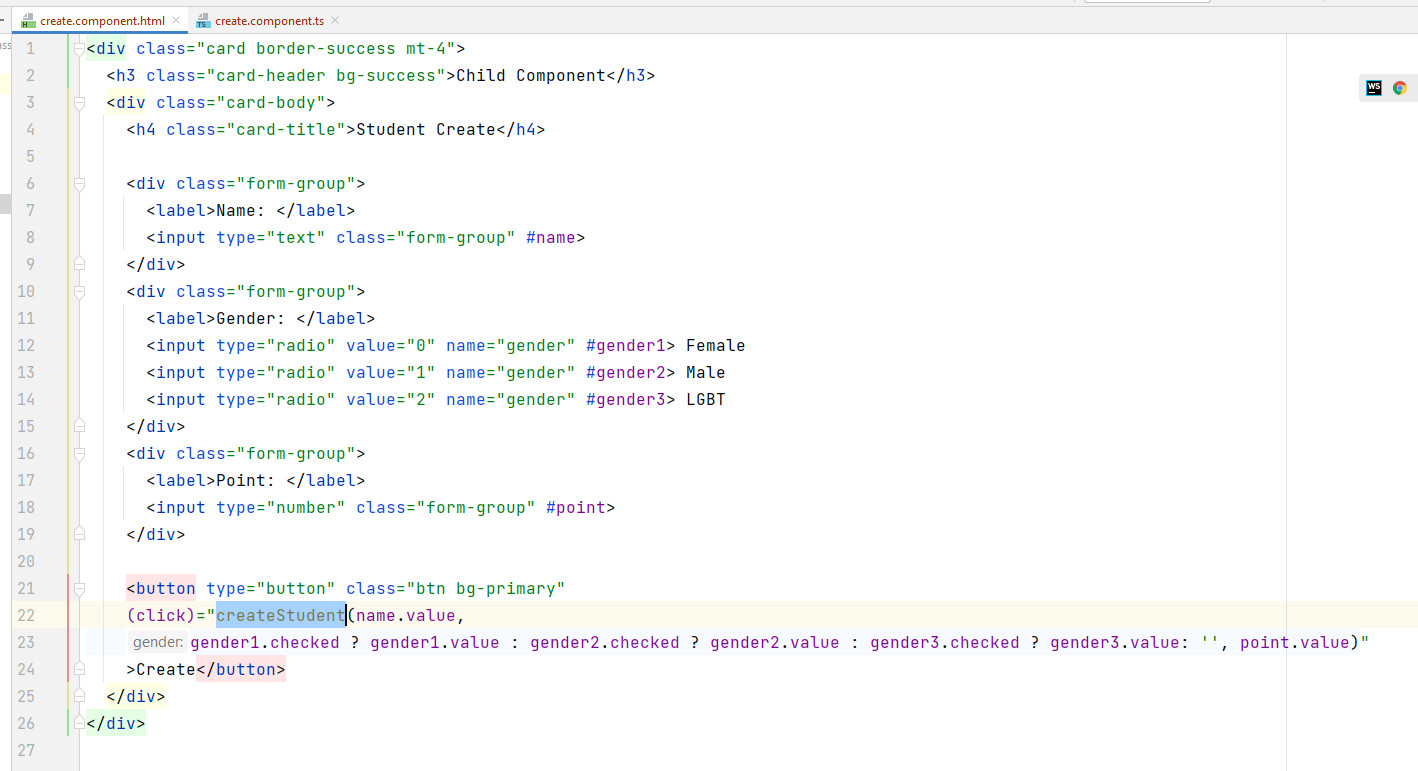 create.component.html
create.component.ts
1 <div class="card border-success mt-4">
2 <h3 class="card-header bg-success">Child Component</h3>
3 <div class="card-body">
4 <h4 class="card-title">Student Create</h4>
5
6 <div class="form-group">
7 <label>Name: </label>
8 <input type="text" class="form-group" #name>
9 </div>
10 <div class="form-group">
11 <label>Gender: </label>
12 <input type="radio" value="0" name="gender" #gender1> Female
13 <input type="radio" value="1" name="gender" #gender2> Male
14 <input type="radio" value="2" name="gender" #gender3> LGBT
15 </div>
16 <div class="form-group">
17 <label>Point: </label>
18 <input type="number" class="form-group" #point>
19 </div>
20
21 <button type="button" class="btn bg-primary"
22 (click)="createStudent(name.value,
23 gender: gender1.checked ? gender1.value : gender2.checked ? gender2.value : gender3.checked ? gender3.value: '', point.value)"
24 >Create</button>
25 </div>
26 </div>
27
WS